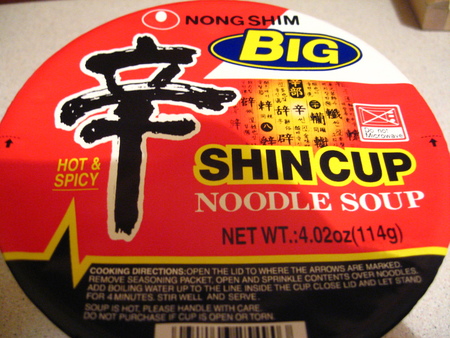 NONG SHIM
BIG
辛
HOT &
SPICY
Do not
Microwave
SHIN CUP
NOODLE SOUP
NET WT.:4.02oz(114g)
COOKING DIRECTIONS:OPEN THE LID TO WHERE THE ARROWS ARE MARKED.
REMOVE SEASONING PACKET, OPEN AND SPRINKLE CONTENTS OVER NOODLES.
ADD BOILING WATER UP TO THE LINE INSIDE THE CUP CLOSE LID AND LET STAND
FOR 4 MINUTES. STIR WELL AND SERVE.
SOUP IS HOT, PLEASE HANDLE WITH CARE.
DO NOT PURCHASE IF CUP IS OPEN OR TORN.